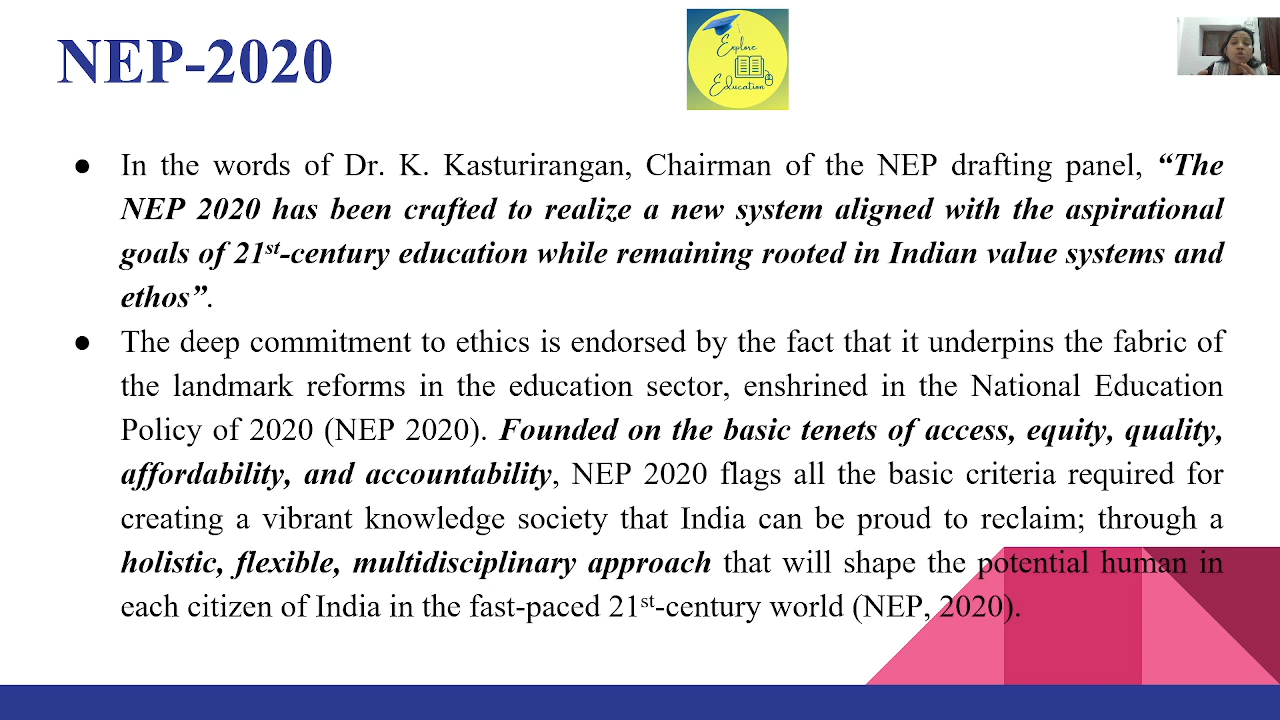 NEP-2020
Explore
Education
● In the words of Dr. K. Kasturirangan, Chairman of the NEP drafting panel, “The
NEP 2020 has been crafted to realize a new system aligned with the aspirational
goals of 21st-century education while remaining rooted in Indian value systems and
ethos”.
● The deep commitment to ethics is endorsed by the fact that it underpins the fabric of
the landmark reforms in the education sector, enshrined in the National Education
Policy of 2020 (NEP 2020). Founded on the basic tenets of access, equity, quality,
affordability, and accountability, NEP 2020 flags all the basic criteria required for
creating a vibrant knowledge society that India can be proud to reclaim; through a
holistic, flexible, multidisciplinary approach that will shape the potential human in
each citizen of India in the fast-paced 21st-century world (NEP, 2020).